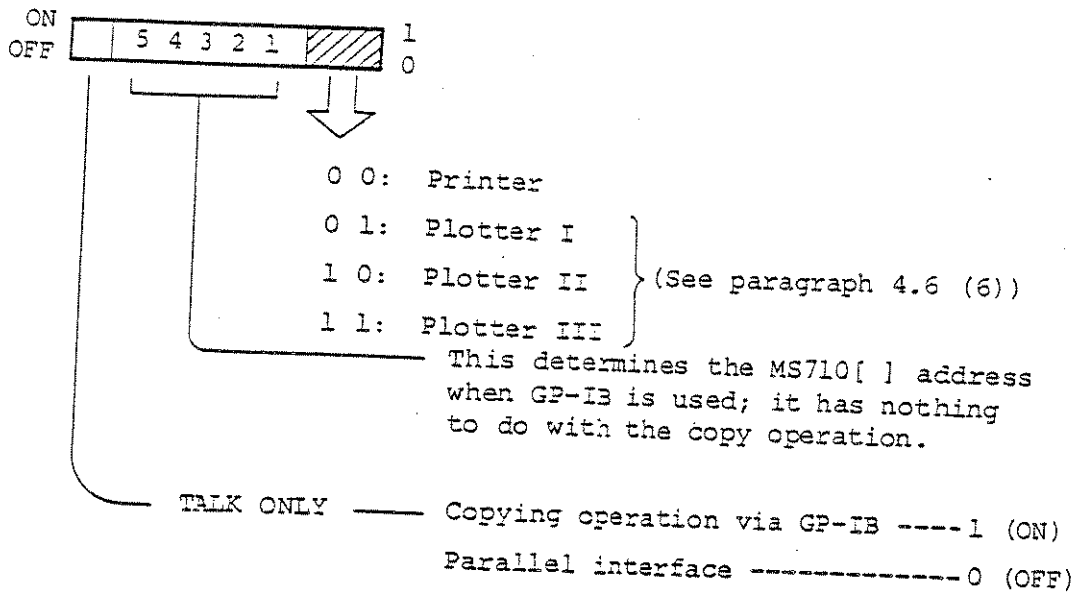 ON 5 4 3 2 1 1
OFF 0
0 0: Printer
0 1: Plotter I
1 0: Plotter II (See paragraph 4.6 (6))
1 1: Plotter III
This determines the MS710[ ] address
when GP-IB is used; it has nothing
to do with the copy operation.
TALK ONLY Copying operation via GP-IB ----1 (ON)
Parallel interface -------------0 (OFF)